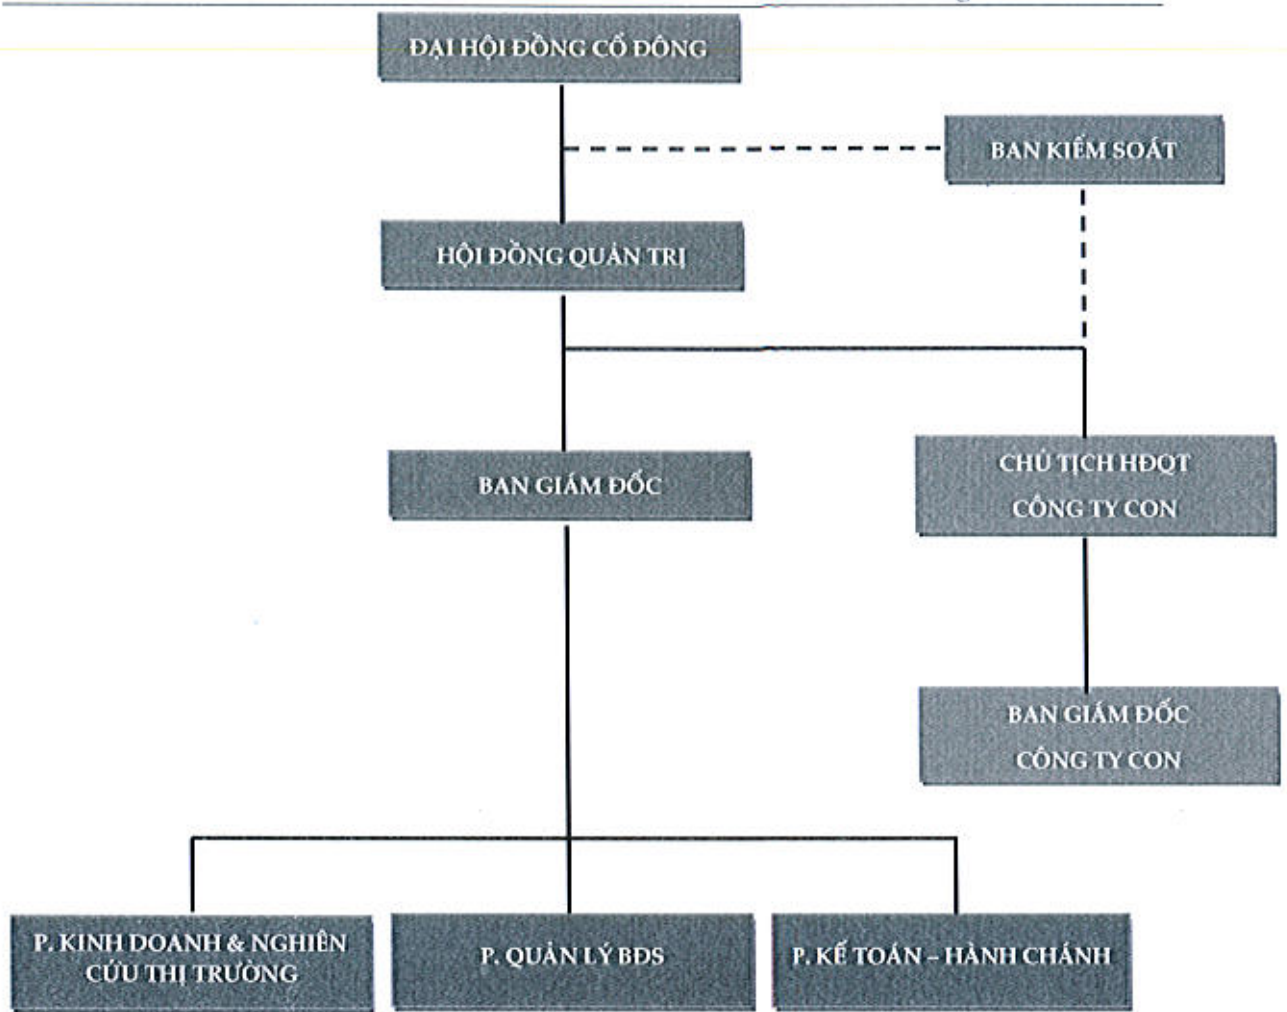 ĐẠI HỘI ĐỒNG CỔ ĐÔNG
BAN KIỂM SOÁT
HỘI ĐỒNG QUẢN TRỊ
BAN GIÁM ĐỐC
CHỦ TỊCH HĐQT
CÔNG TY CON
BAN GIÁM ĐỐC
CÔNG TY CON
P. KINH DOANH & NGHIÊN
CỨU THỊ TRƯỜNG
P. QUẢN LÝ BĐS
P. KẾ TOÁN – HÀNH CHÁNH